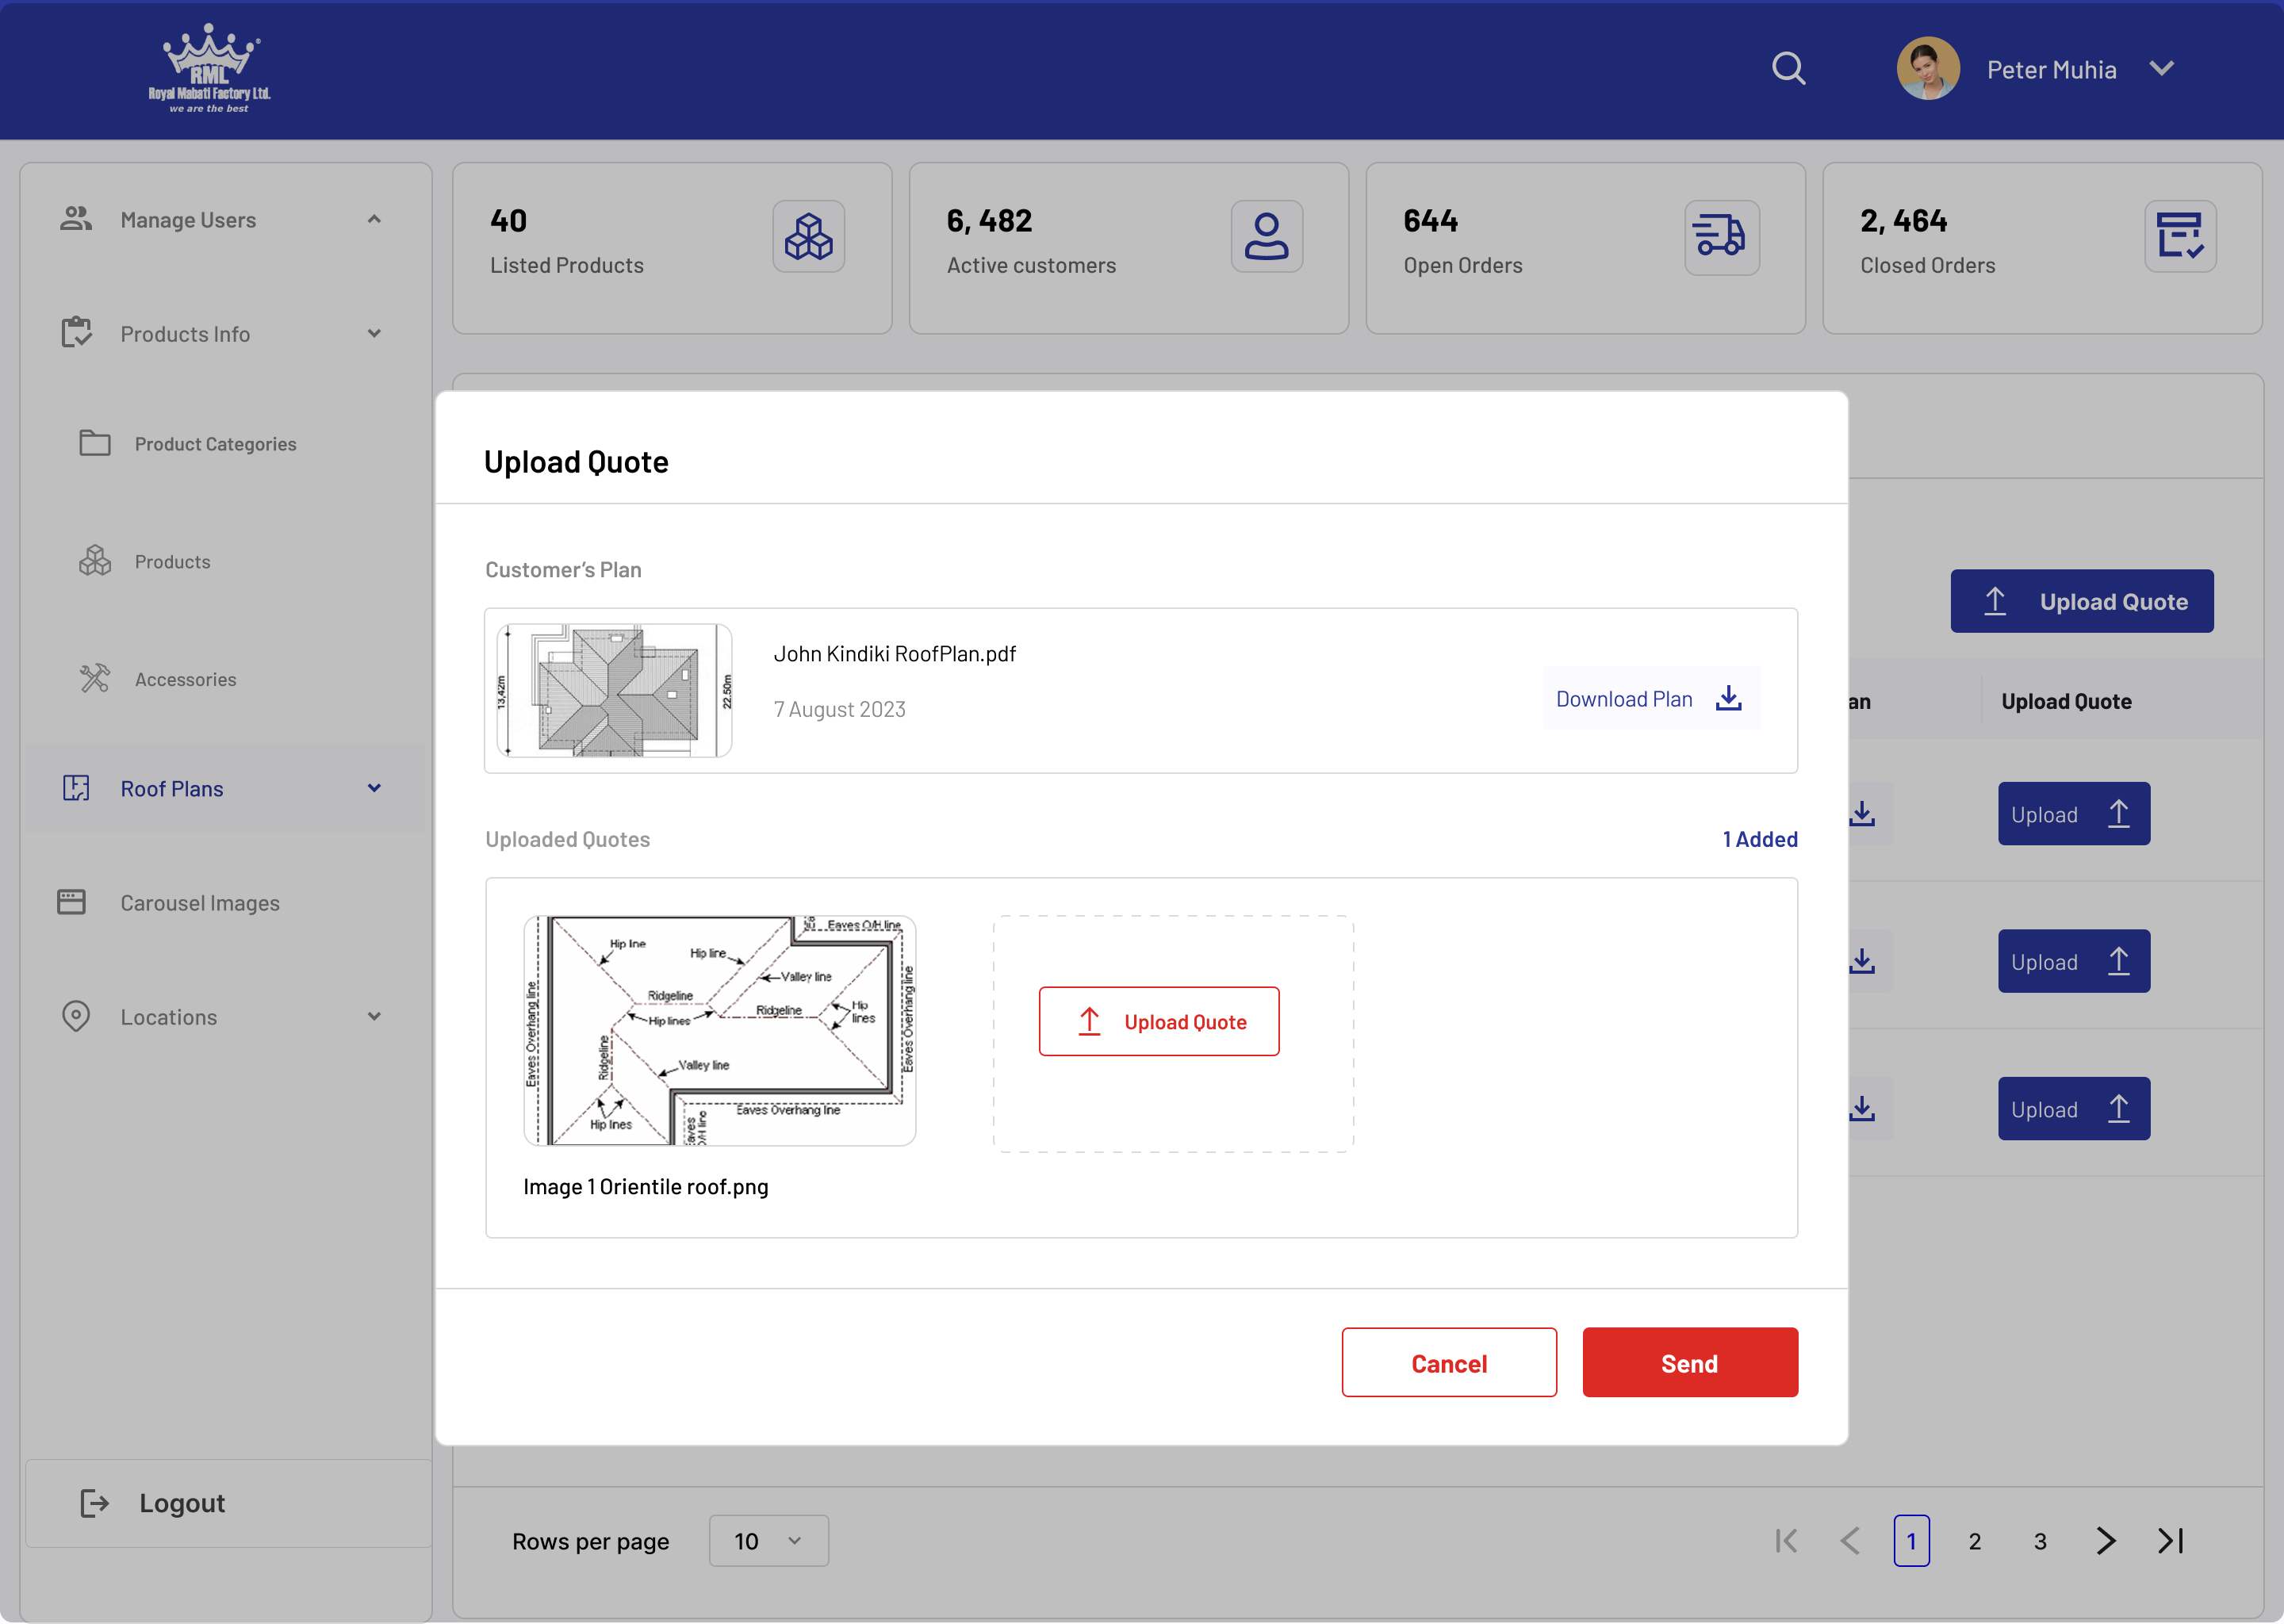 RML
Royal Mabati Factory Ltd.
we are the best
Peter Muhia
Manage Users
Products Info
Product Categories
Products
Accessories
Roof Plans
Carousel Images
Locations
Logout
40
Listed Products
6, 482
Active customers
644
Open Orders
2, 464
Closed Orders
Upload Quote
an
Upload Quote
Upload
Upload
Upload
Upload Quote
Customer’s Plan
13,42m
22.50m
John Kindiki RoofPlan.pdf
7 August 2023
Download Plan
Uploaded Quotes
1 Added
Eaves O/H line
Hip line
Hip line
Valley line
Ridgeline
Ridgeline
Hip
lines
Hip lines
Eaves Overhang line
Eaves Overhang line
Ridgeline
Valley line
Eaves Overhang line
Hip lines
Image 1 Orientile roof.png
Upload Quote
Cancel
Send
Rows per page
10
1
2
3